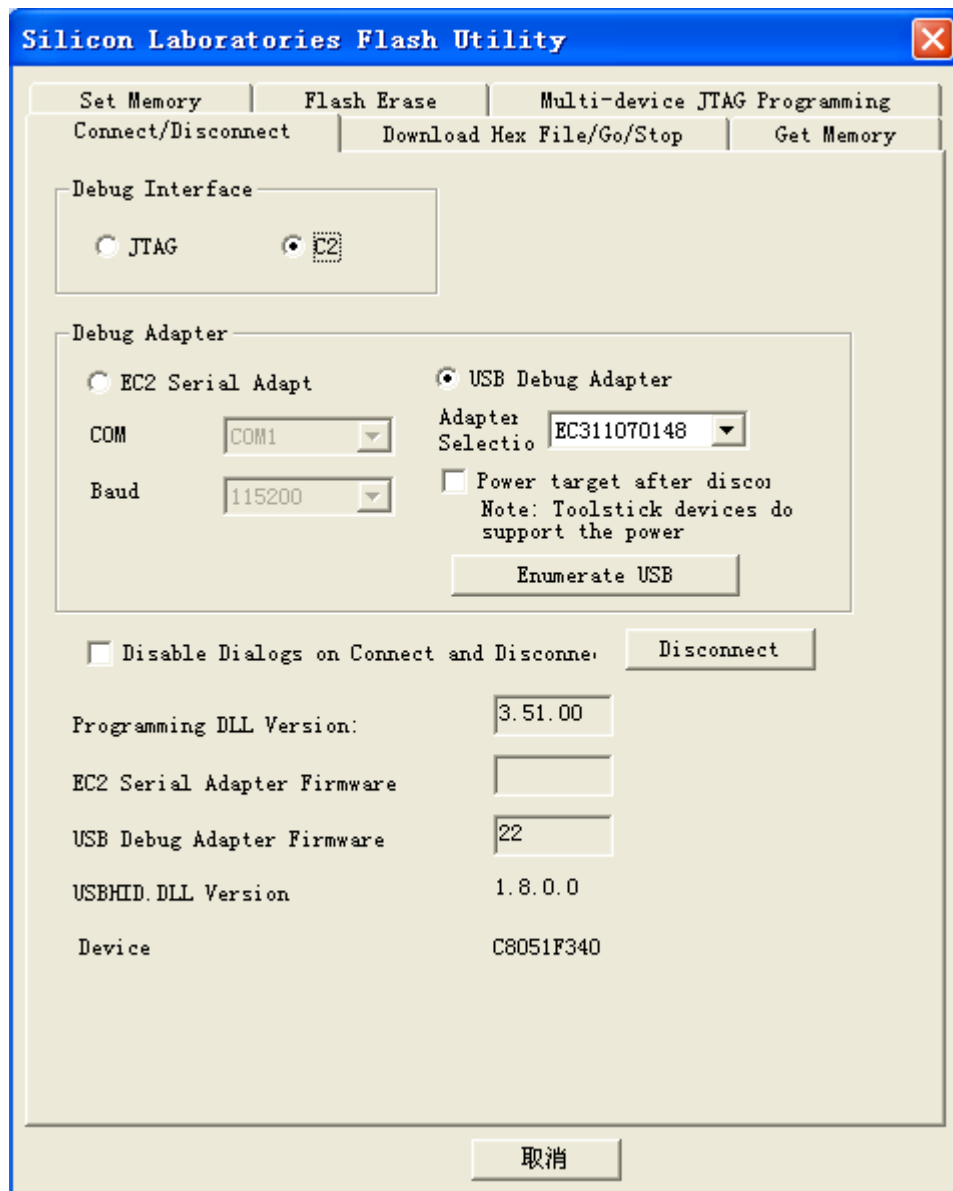 Silicon Laboratories Flash Utility
Set Memory Flash Erase Multi-device JTAG Programming
Connect/Disconnect Download Hex File/Go/Stop Get Memory
Debug Interface
JTAG C2
Debug Adapter
EC2 Serial Adapt USB Debug Adapter
COM COM1 Adapter
Selectio EC311070148
Baud 115200 Power target after discon
Note: Toolstick devices do
support the power
Enumerate USB
Disable Dialogs on Connect and Disconne Disconnect
Programming DLL Version: 3.51.00
EC2 Serial Adapter Firmware
USB Debug Adapter Firmware 22
USBHID.DLL Version 1.8.0.0
Device C8051F340
取消